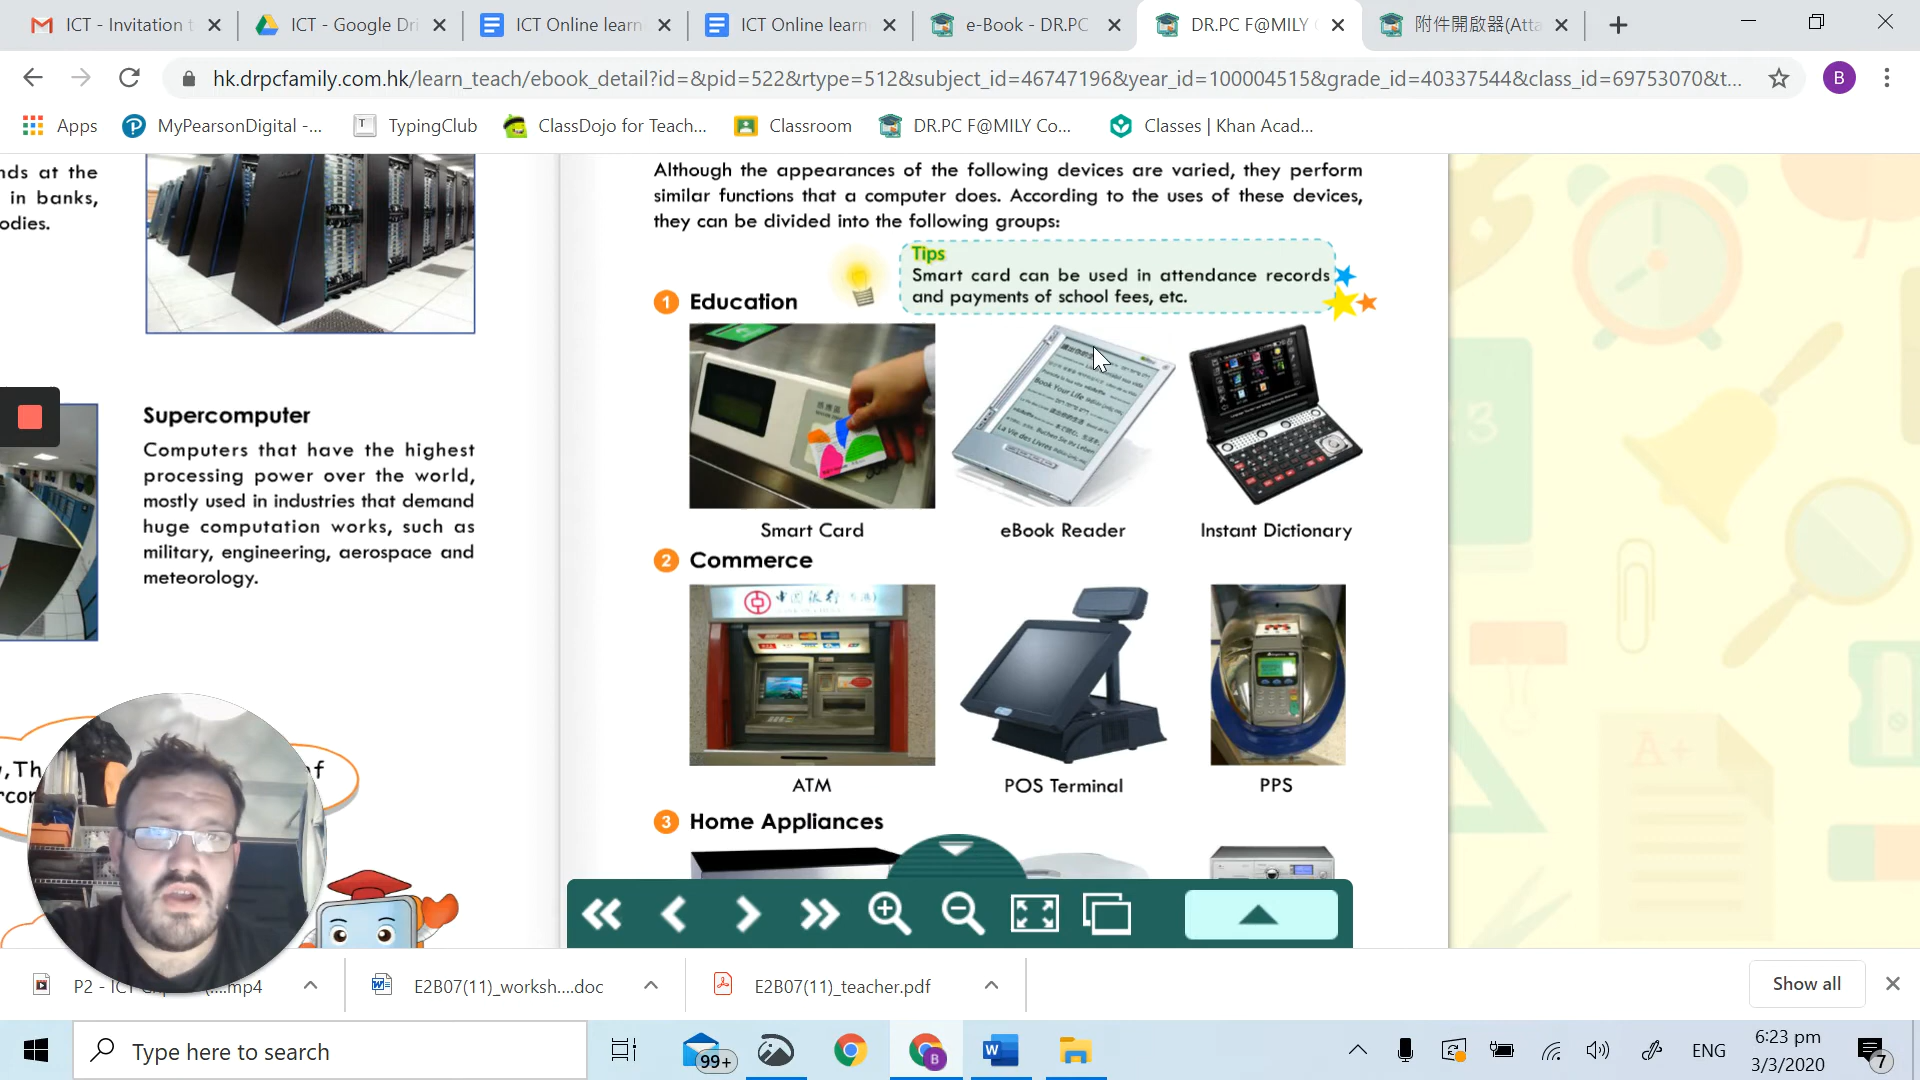 ICT - Invitation t
ICT - Google Dri
ICT Online learn
ICT Online learn
e-Book - DR.PC
DR.PC F@MILY
附件開啟器(Atta
hk.drpcfamily.com.hk/learn_teach/ebook_detail?id=&pid=522&rtype=512&subject_id=46747196&year_id=100004515&grade_id=40337544&class_id=69753070&t...
B
Apps
MyPearsonDigital -...
TypingClub
ClassDojo for Teach...
Classroom
DR.PC F@MILY Co...
Classes | Khan Acad...
nds at the
in banks,
odies.
Supercomputer
Computers that have the highest
processing power over the world,
mostly used in industries that demand
huge computation works, such as
military, engineering, aerospace and
meteorology.
Although the appearances of the following devices are varied, they perform
similar functions that a computer does. According to the uses of these devices,
they can be divided into the following groups:
Tips
Smart card can be used in attendance records
and payments of school fees, etc.
1 Education
Book Your Life
Smart Card
eBook Reader
Instant Dictionary
2 Commerce
中国银行
PPS
ATM
POS Terminal
PPS
3 Home Appliances
A+
P2 - ICT
(....mp4
E2B07(11)_worksh....doc
E2B07(11)_teacher.pdf
Show all
Type here to search
99+
B
ENG
6:23 pm
3/3/2020
7